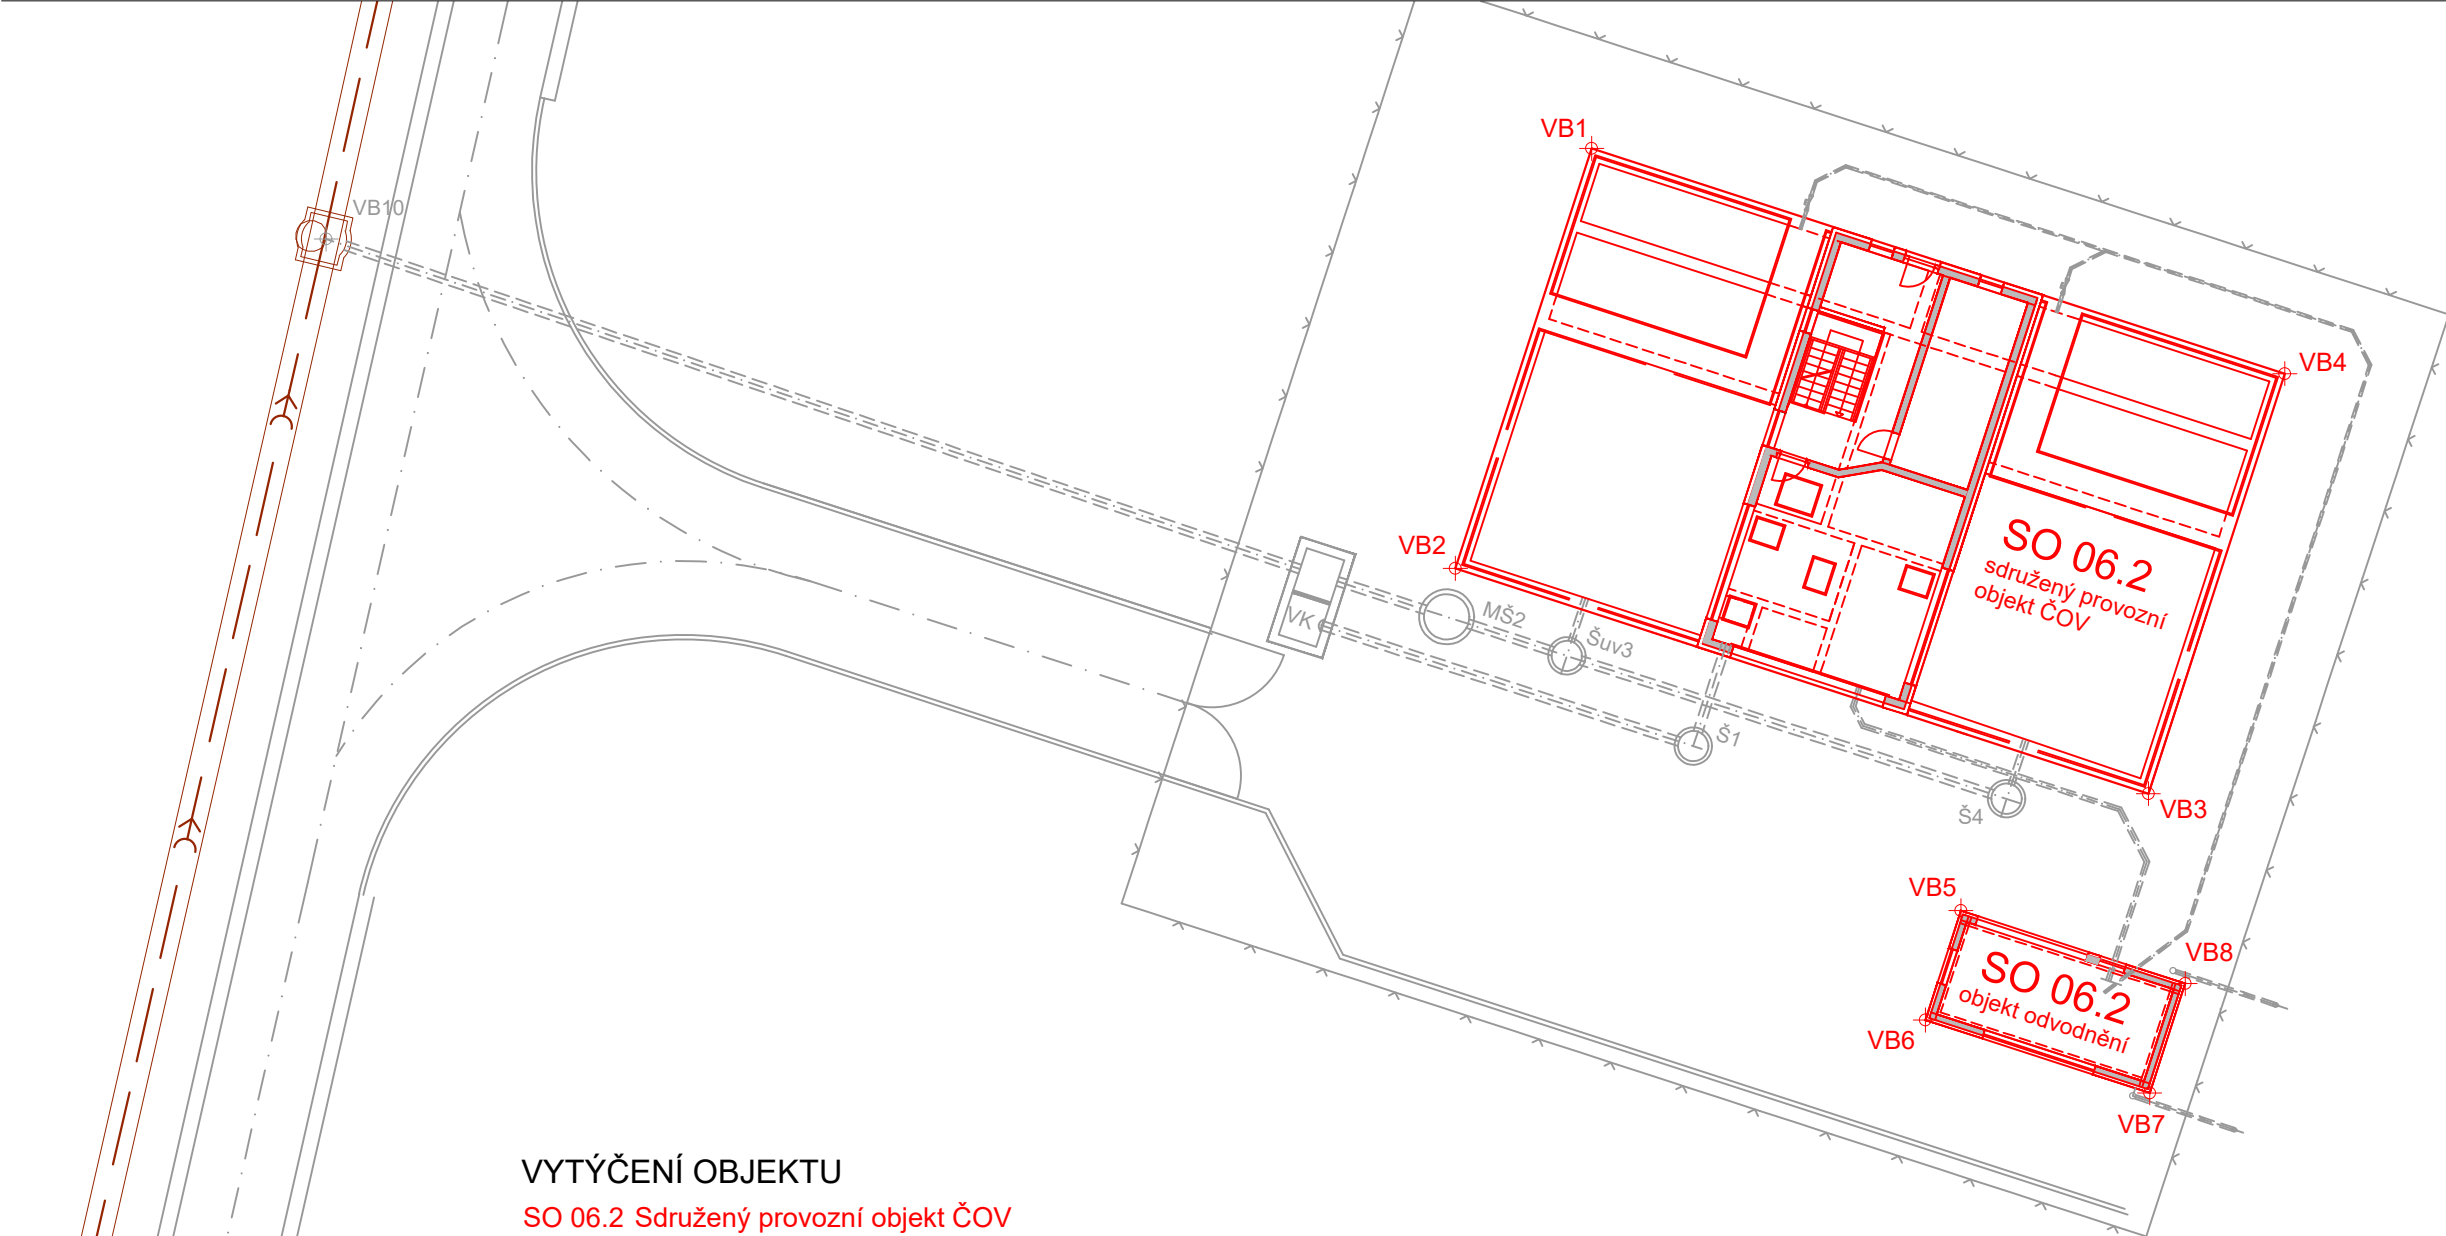 VB1
VB10
VB4
VB2
SO 06.2
sdružený provozní
objekt ČOV
MŠ2
VK
Šuv3
Š1
VB3
Š4
VB5
VB8
SO 06.2
objekt odvodnění
VB6
VB7
VYTÝČENÍ OBJEKTU
SO 06.2 Sdružený provozní objekt ČOV